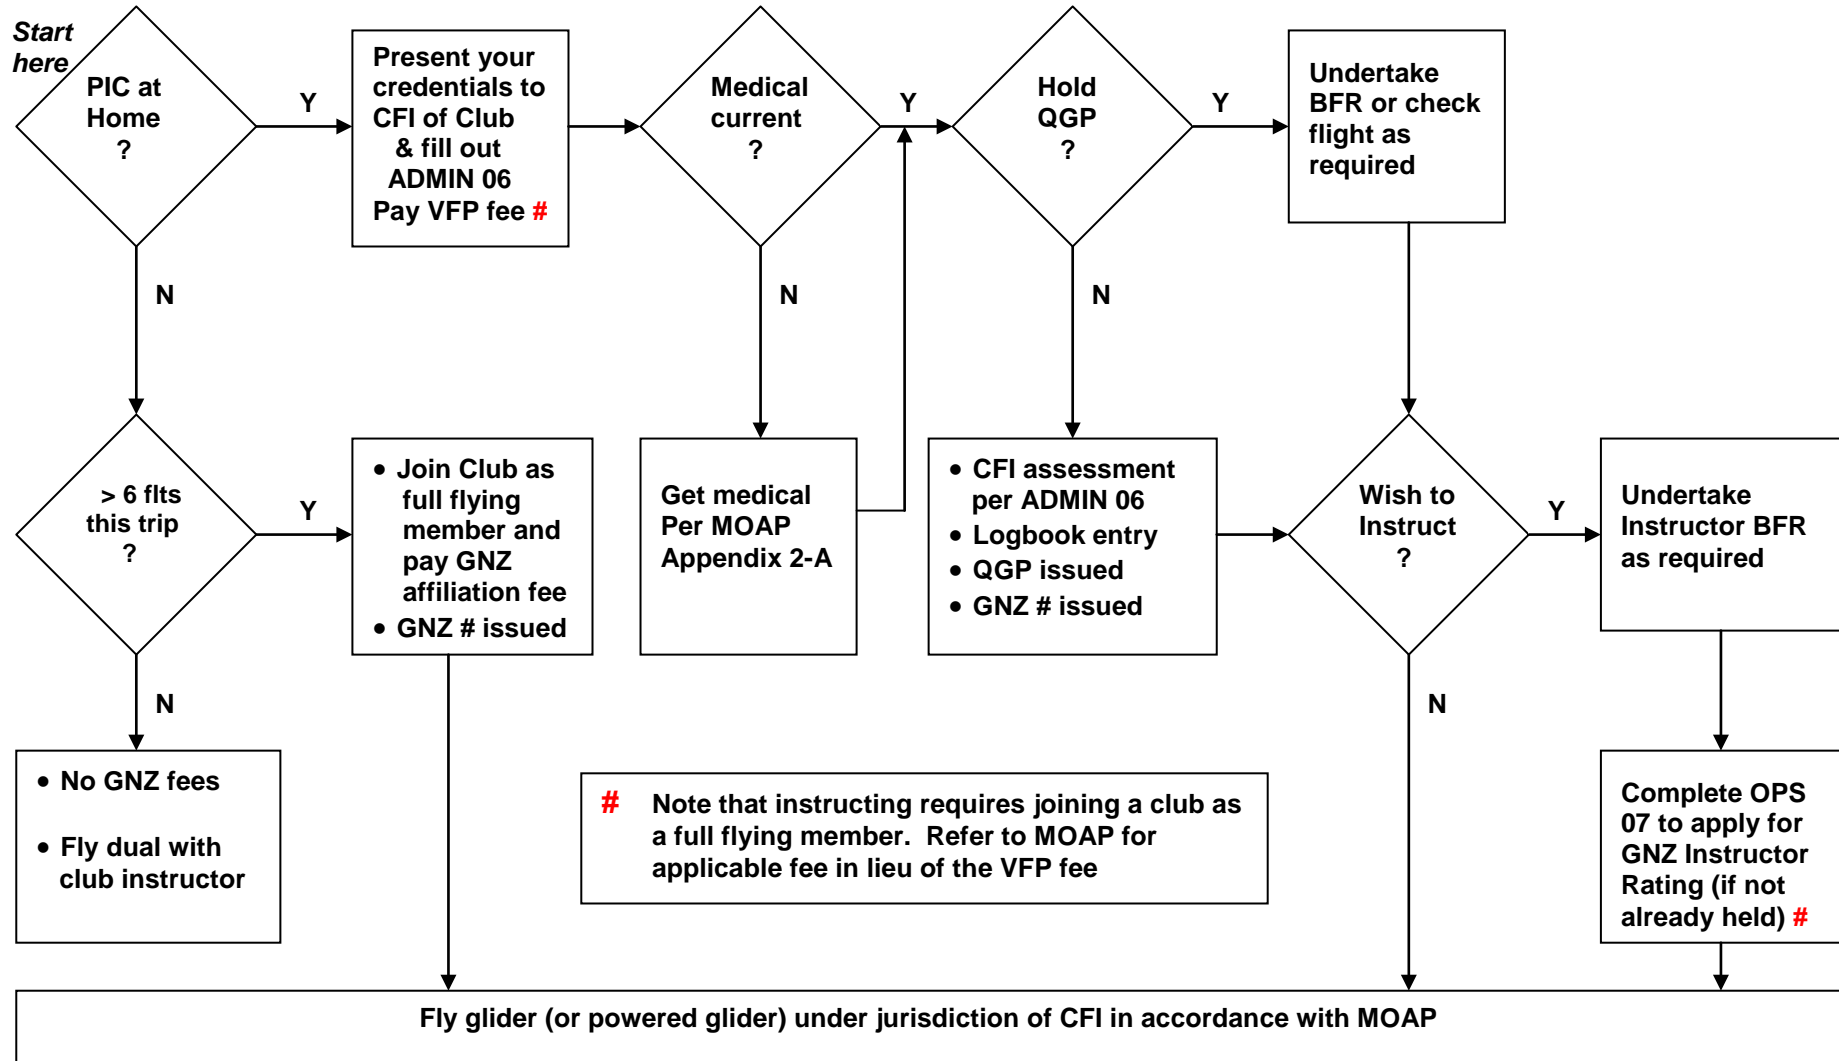 Start
here
PIC at
Home
?
Y
N
Present your
credentials to
CFI of Club
& fill out
ADMIN 06
Pay VFP fee #
Medical
current
?
Y
N
Hold
QGP
?
Y
N
Undertake
BFR or check
flight as
required
> 6 flts
this trip
?
Y
N
• Join Club as
full flying
member and
pay GNZ
affiliation fee
• GNZ # issued
Get medical
Per MOAP
Appendix 2-A
• CFI assessment
per ADMIN 06
• Logbook entry
• QGP issued
• GNZ # issued
Wish to
Instruct
?
Y
N
Undertake
Instructor BFR
as required
• No GNZ fees
• Fly dual with
club instructor
# Note that instructing requires joining a club as
a full flying member. Refer to MOAP for
applicable fee in lieu of the VFP fee
Complete OPS
07 to apply for
GNZ Instructor
Rating (if not
already held) #
Fly glider (or powered glider) under jurisdiction of CFI in accordance with MOAP